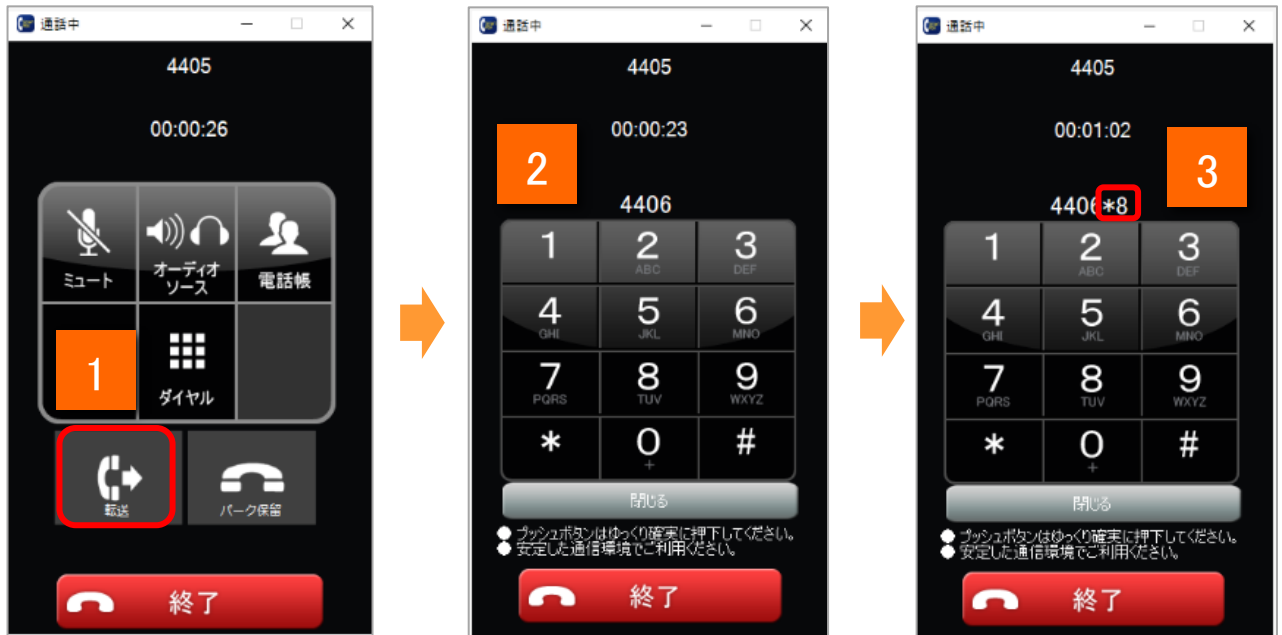 通話中
4405
00:00:26
ミュート
オーディオ
ソース
電話帳
1
ダイヤル
転送
パーク保留
終了
通話中
4405
00:00:23
2
4406
1
2
ABC
3
DEF
4
GHI
5
JKL
6
MNO
7
PQRS
8
TUV
9
WXYZ
*
0
+
#
閉じる
● プッシュボタンはゆっくり確実に押下してください。
● 安定した通信環境でご利用ください。
終了
通話中
4405
00:01:02
3
4406*8
1
2
ABC
3
DEF
4
GHI
5
JKL
6
MNO
7
PQRS
8
TUV
9
WXYZ
*
0
+
#
閉じる
● プッシュボタンはゆっくり確実に押下してください。
● 安定した通信環境でご利用ください。
終了